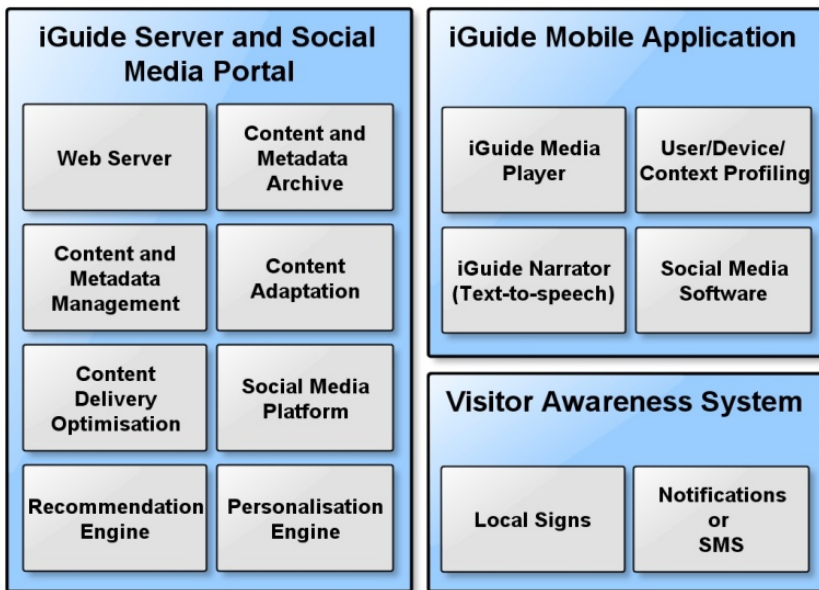 iGuide Server and Social
Media Portal
Web Server
Content and
Metadata
Archive
Content and
Metadata
Management
Content
Adaptation
Content
Delivery
Optimisation
Social Media
Platform
Recommendation
Engine
Personalisation
Engine
iGuide Mobile Application
iGuide Media
Player
User/Device/
Context Profiling
iGuide Narrator
(Text-to-speech)
Social Media
Software
Visitor Awareness System
Local Signs
Notifications
or
SMS